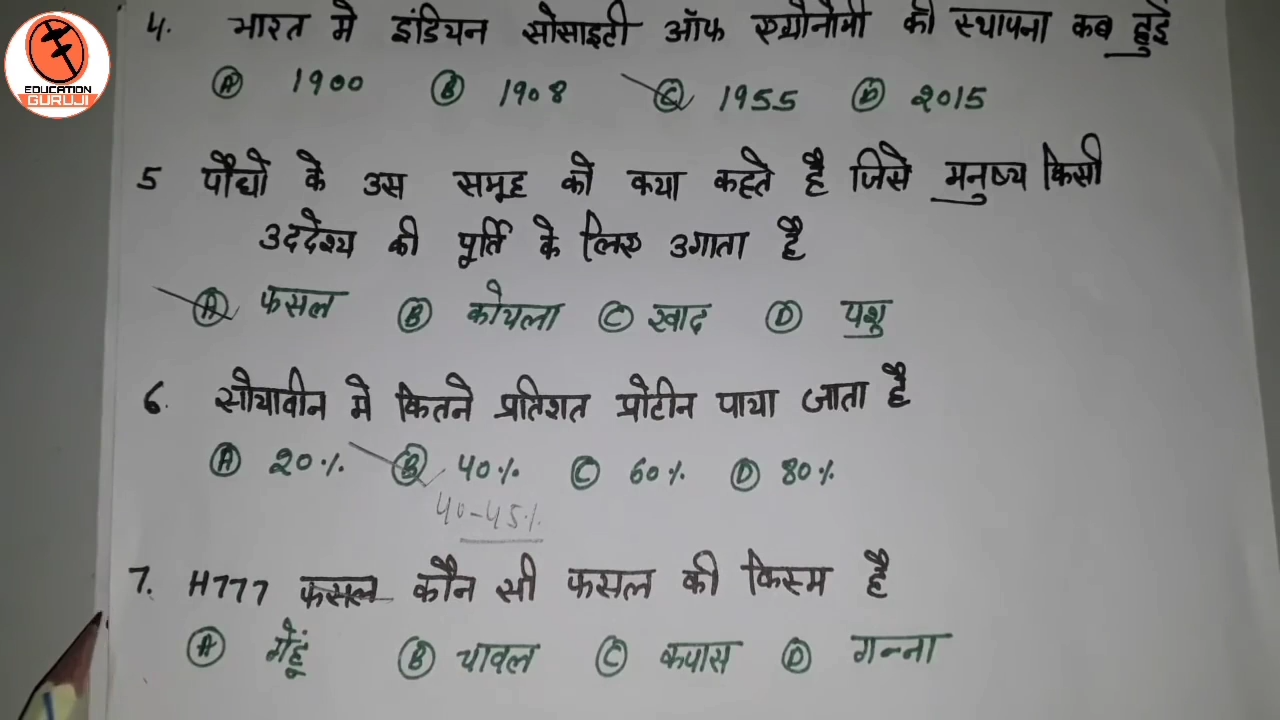 EDUCATION
GURUJI
4. भारत मे इंडियन सोसाइटी ऑफ एग्रोनोमी की स्थापना कब हुई
A 1900 B 1908 C 1955 D 2015
5 पौधो के उस समूह को क्या कहते है जिसे मनुष्य किसी
उददेश्य की पूर्ति के लिए उगाता है
A फसल B कोयला C खाद D पशु
6. सोयाबीन मे कितने प्रतिशत प्रोटीन पाया जाता है
A 20% B 40% C 60% D 80%
40-45%
7. H777 फसल कौन सी फसल की किस्म है
A गेहूं B चावल C कपास D गन्ना